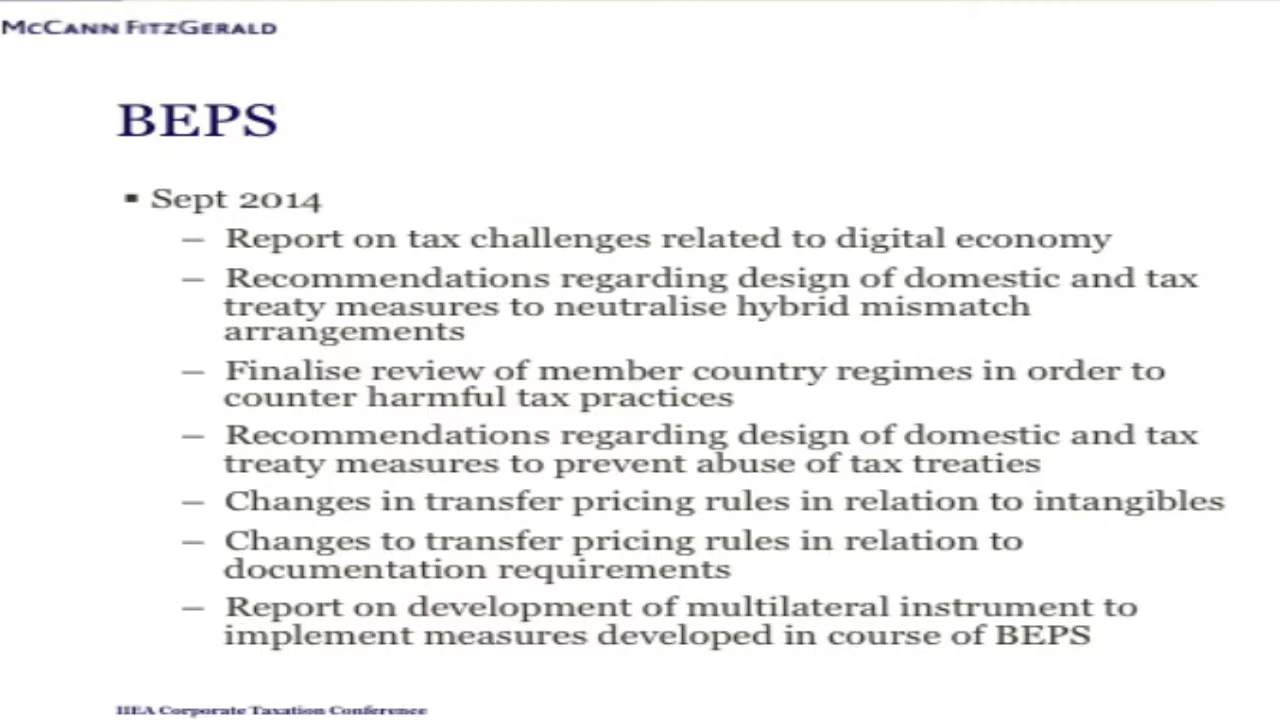 McCann FitzGerald
BEPS
▪ Sept 2014
– Report on tax challenges related to digital economy
– Recommendations regarding design of domestic and tax
treaty measures to neutralise hybrid mismatch
arrangements
– Finalise review of member country regimes in order to
counter harmful tax practices
– Recommendations regarding design of domestic and tax
treaty measures to prevent abuse of tax treaties
– Changes in transfer pricing rules in relation to intangibles
– Changes to transfer pricing rules in relation to
documentation requirements
– Report on development of multilateral instrument to
implement measures developed in course of BEPS
IIEA Corporate Taxation Conference